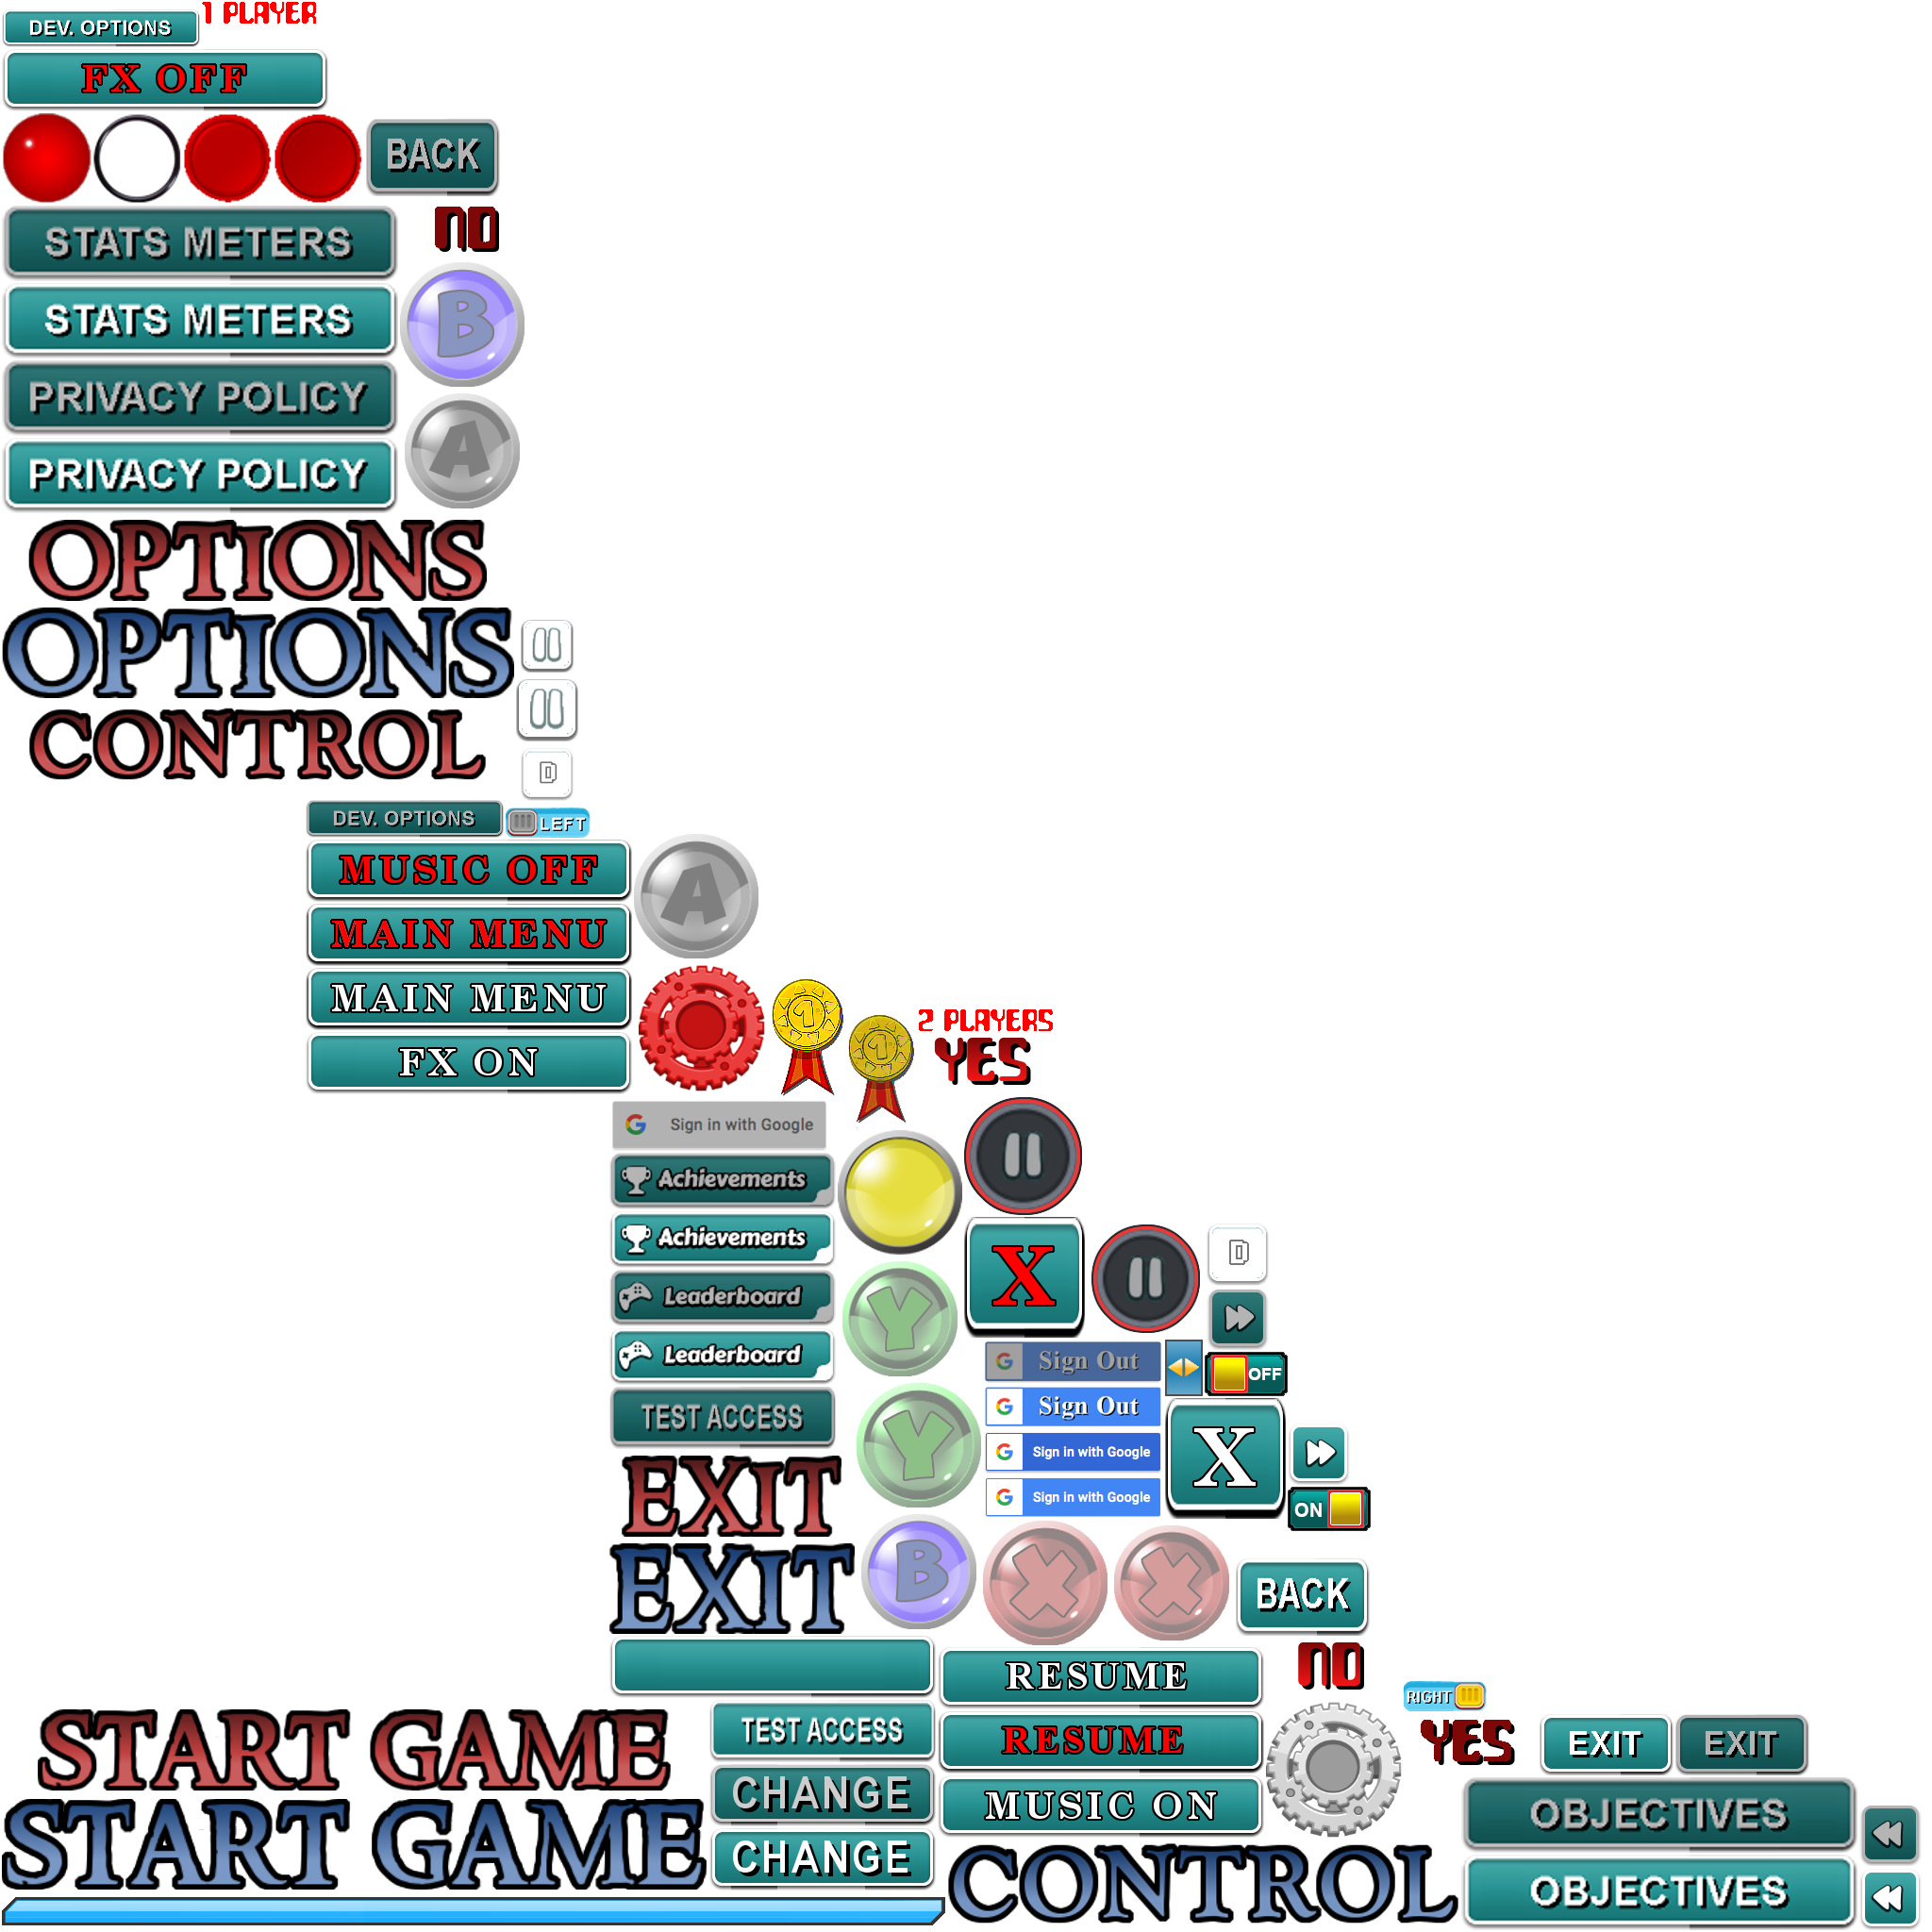 1 PLAYER
DEV. OPTIONS
FX OFF
BACK
STATS METERS
NO
STATS METERS
B
PRIVACY POLICY
A
PRIVACY POLICY
OPTIONS
OPTIONS
CONTROL
D
DEV. OPTIONS
LEFT
MUSIC OFF
A
MAIN MENU
MAIN MENU
1
2 PLAYERS
1
YES
FX ON
Sign in with Google
Achievements
Achievements
D
X
Leaderboard
Y
Leaderboard
Sign Out
OFF
TEST ACCESS
Sign Out
Y
Sign in with Google
X
Sign in with Google
ON
EXIT
EXIT
B
X
X
BACK
RESUME
NO
RIGHT
START GAME
TEST ACCESS
RESUME
YES
EXIT
EXIT
CHANGE
MUSIC ON
OBJECTIVES
START GAME
CHANGE
CONTROL
OBJECTIVES